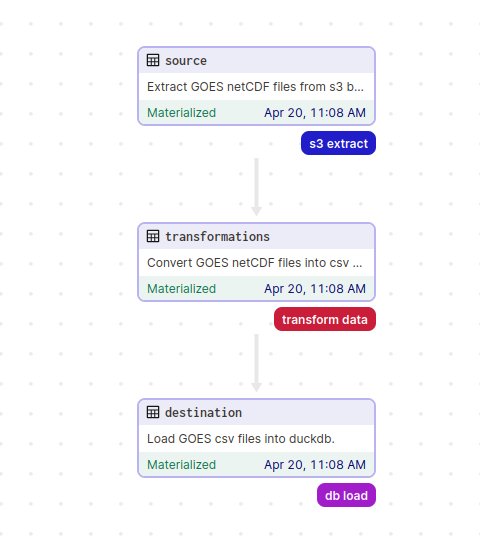 source
Extract GOES netCDF files from s3 b...
Materialized Apr 20, 11:08 AM
s3 extract
transformations
Convert GOES netCDF files into csv ...
Materialized Apr 20, 11:08 AM
transform data
destination
Load GOES csv files into duckdb.
Materialized Apr 20, 11:08 AM
db load